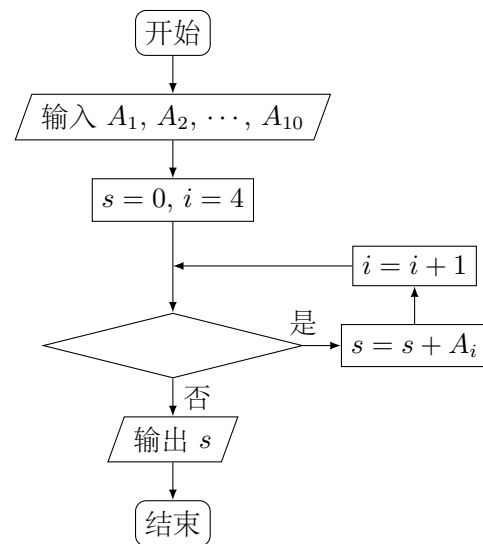 开始
输入 A₁, A₂, ⋯, A₁₀
s = 0, i = 4
i = i + 1
是
s = s + Aᵢ
否
输出 s
结束